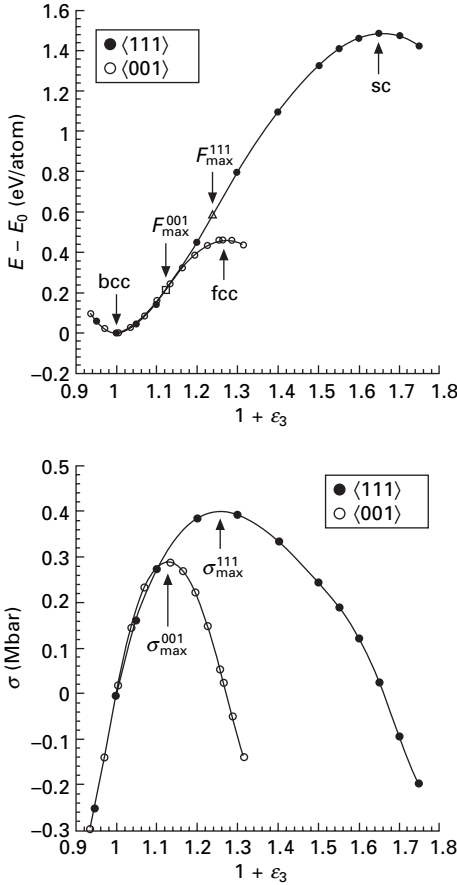 1.6
1.4
1.2
1
0.8
0.6
0.4
0.2
0
−0.2
E − E₀ (eV/atom)
⟨111⟩
⟨001⟩
sc
F¹¹¹max
F⁰⁰¹max
bcc
fcc
0.9 1 1.1 1.2 1.3 1.4 1.5 1.6 1.7 1.8
1 + ε₃
0.5
0.4
0.3
0.2
0.1
0
−0.1
−0.2
−0.3
σ (Mbar)
⟨111⟩
⟨001⟩
σ¹¹¹max
σ⁰⁰¹max
0.9 1 1.1 1.2 1.3 1.4 1.5 1.6 1.7 1.8
1 + ε₃